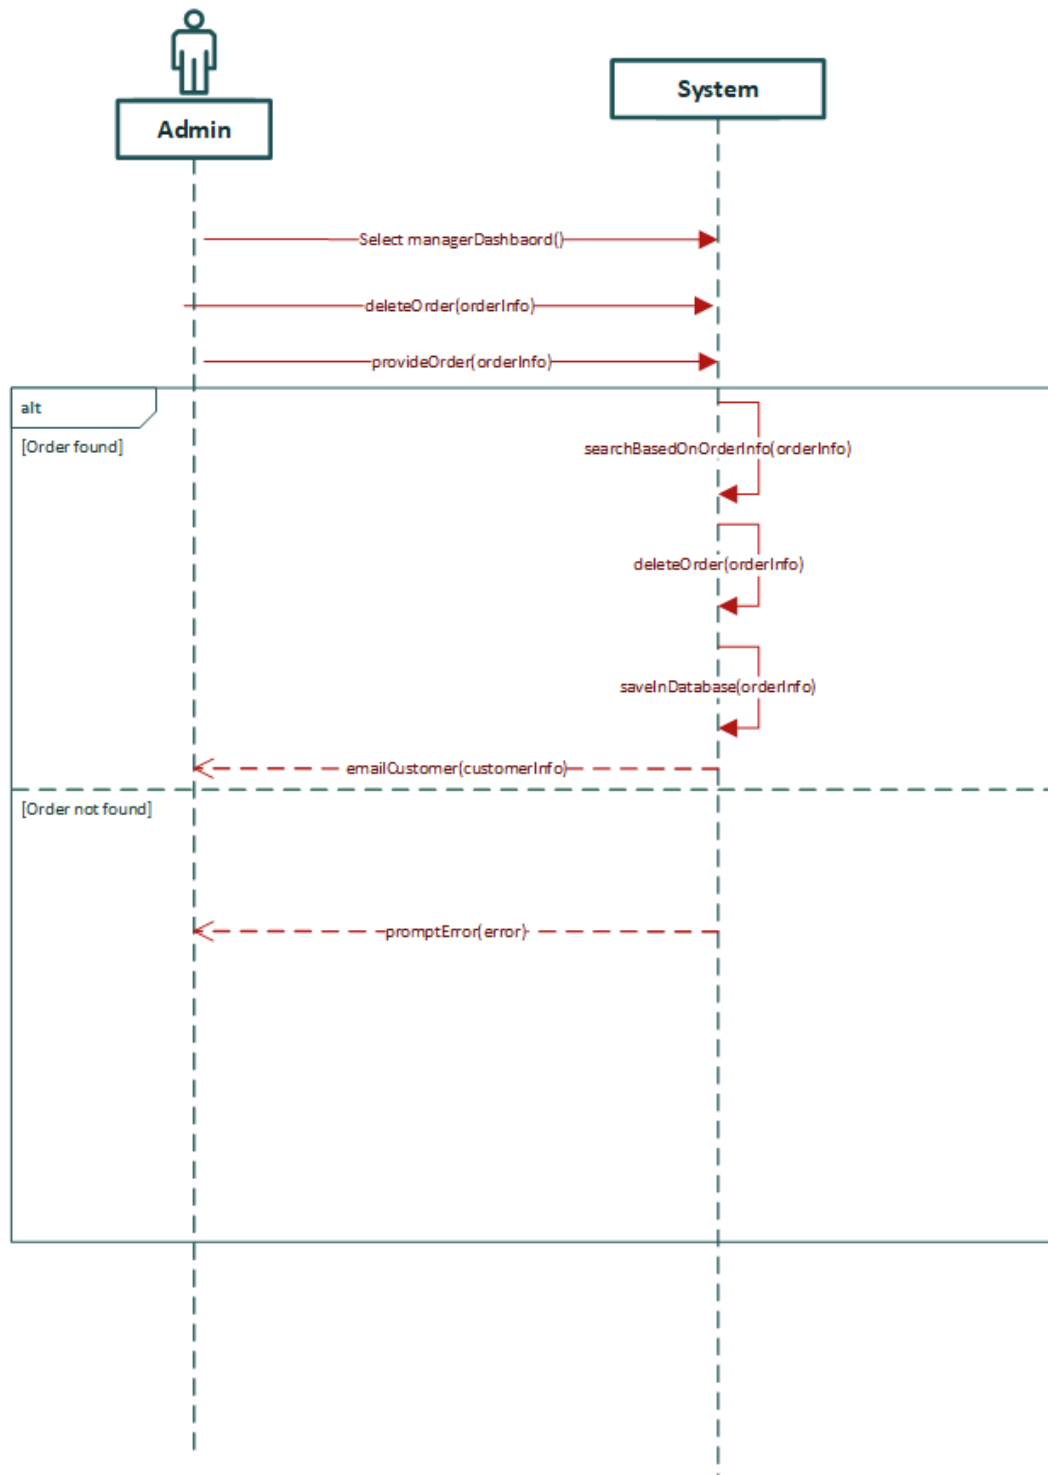 Admin
System
Select managerDashbaord()
deleteOrder(orderInfo)
provideOrder(orderInfo)
alt
[Order found]
searchBasedOnOrderInfo(orderInfo)
deleteOrder(orderInfo)
saveInDatabase(orderInfo)
emailCustomer(customerInfo)
[Order not found]
promptError(error)